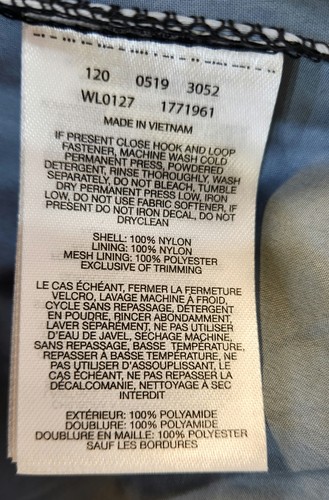 120 0519 3052
WL0127 1771961
MADE IN VIETNAM
IF PRESENT CLOSE HOOK AND LOOP
FASTENER, MACHINE WASH COLD
PERMANENT PRESS, POWDERED
DETERGENT, RINSE THOROUGHLY, WASH
SEPARATELY, DO NOT BLEACH, TUMBLE
DRY PERMANENT PRESS LOW, IRON
LOW, DO NOT USE FABRIC SOFTENER, IF
PRESENT DO NOT IRON DECAL, DO NOT
DRYCLEAN
SHELL: 100% NYLON
LINING: 100% NYLON
MESH LINING: 100% POLYESTER
EXCLUSIVE OF TRIMMING
LE CAS ÉCHÉANT, FERMER LA FERMETURE
VELCRO, LAVAGE MACHINE À FROID,
CYCLE SANS REPASSAGE, DÉTERGENT
EN POUDRE, RINCER ABONDAMMENT,
LAVER SÉPARÉMENT, NE PAS UTILISER
D'EAU DE JAVEL, SÉCHAGE MACHINE,
SANS REPASSAGE, BASSE TEMPÉRATURE,
REPASSER À BASSE TEMPÉRATURE, NE
PAS UTILISER D'ASSOUPLISSANT, LE
CAS ÉCHÉANT, NE PAS REPASSER LA
DÉCALCOMANIE, NETTOYAGE À SEC
INTERDIT
EXTÉRIEUR: 100% POLYAMIDE
DOUBLURE: 100% POLYAMIDE
DOUBLURE EN MAILLE: 100% POLYESTER
SAUF LES BORDURES